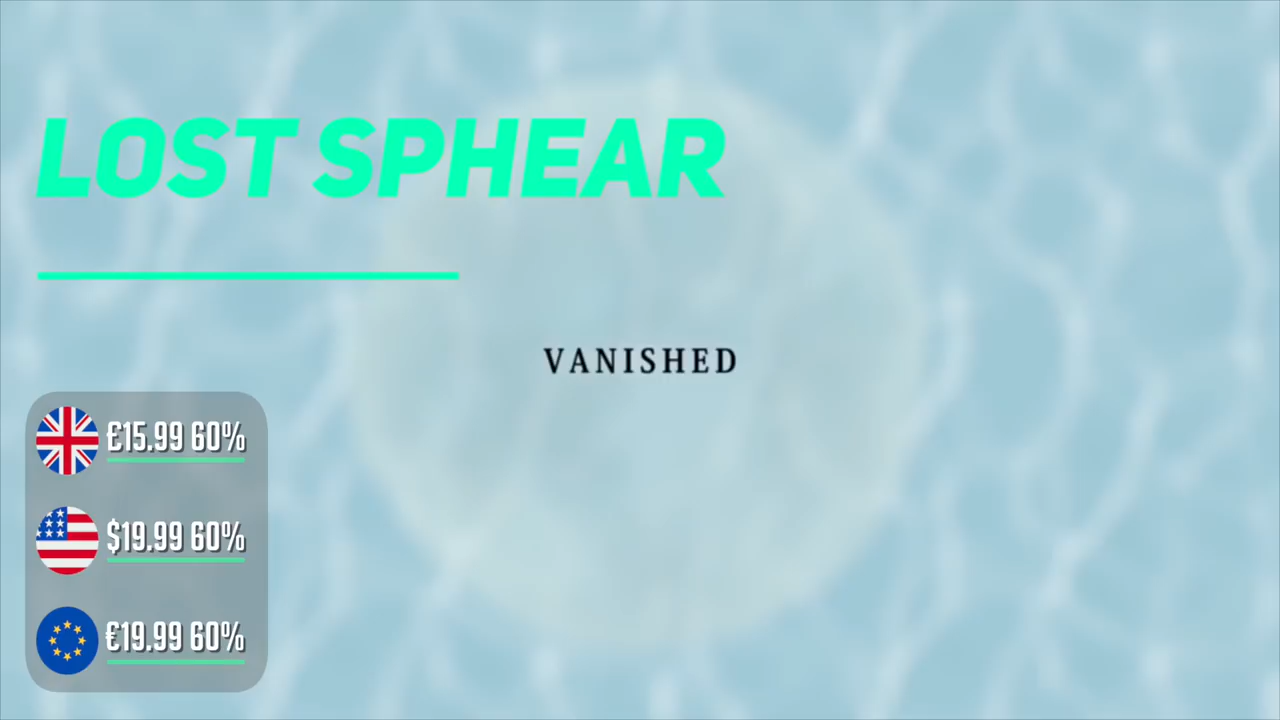 LOST SPHEAR
VANISHED
£15.99 60%
$19.99 60%
€19.99 60%